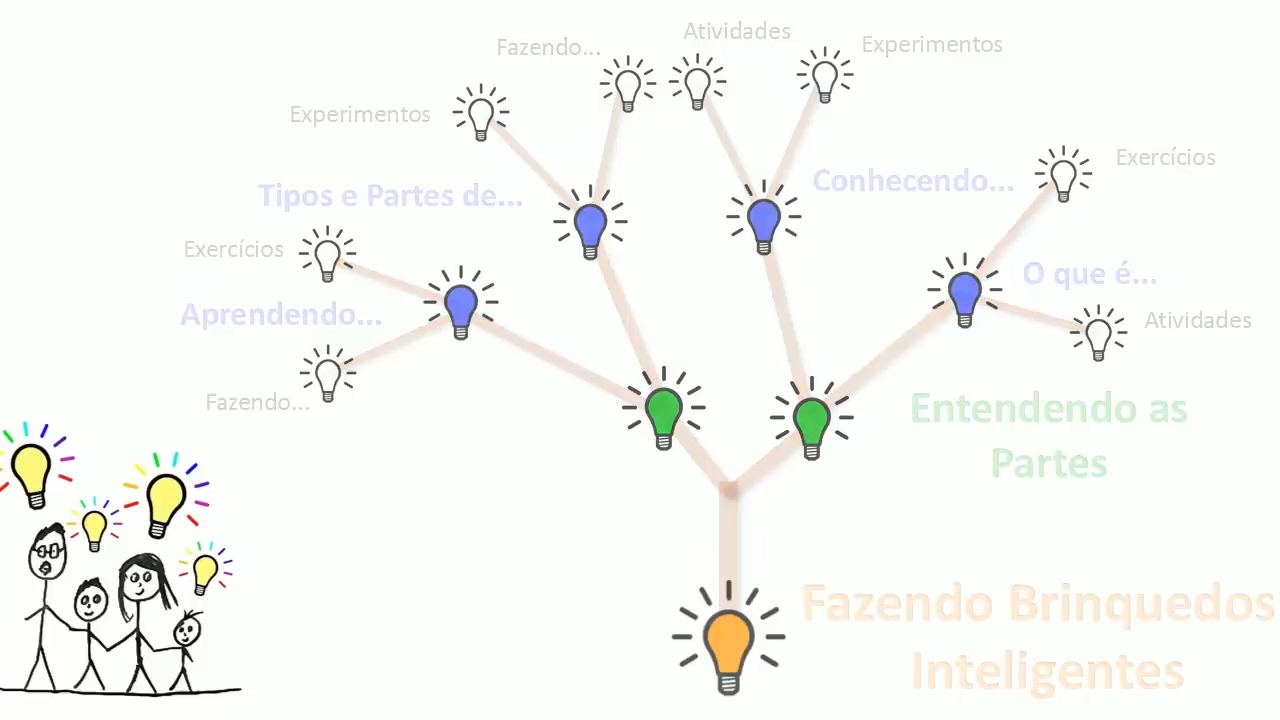 Atividades
Fazendo...
Experimentos
Experimentos
Exercícios
Conhecendo...
Tipos e Partes de...
Exercícios
O que é...
Aprendendo...
Atividades
Fazendo...
Entendendo as
Partes
Fazendo Brinquedos
Inteligentes